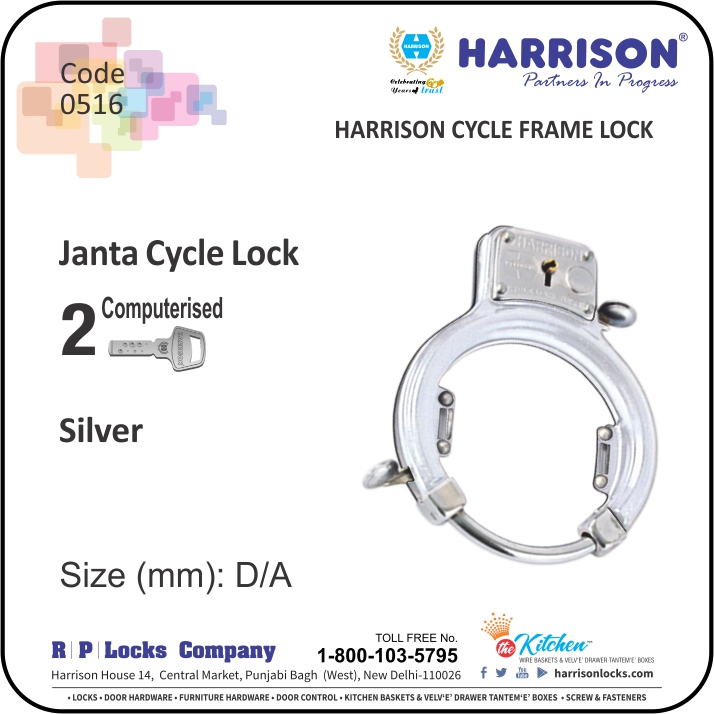 Code
0516
HARRISON
Celebrating
Years of trust
HARRISON®
Partners In Progress
HARRISON CYCLE FRAME LOCK
HARRISON
Janta Cycle Lock
2 Computerised
Silver
Size (mm): D/A
R|P|Locks Company
TOLL FREE No.
1-800-103-5795
the Kitchen™
WIRE BASKETS & VELV'E' DRAWER TANTEM'E' BOXES
Harrison House 14, Central Market, Punjabi Bagh (West), New Delhi-110026
harrisonlocks.com
• LOCKS • DOOR HARDWARE • FURNITURE HARDWARE • DOOR CONTROL • KITCHEN BASKETS & VELV'E' DRAWER TANTEM'E' BOXES • SCREW & FASTENERS